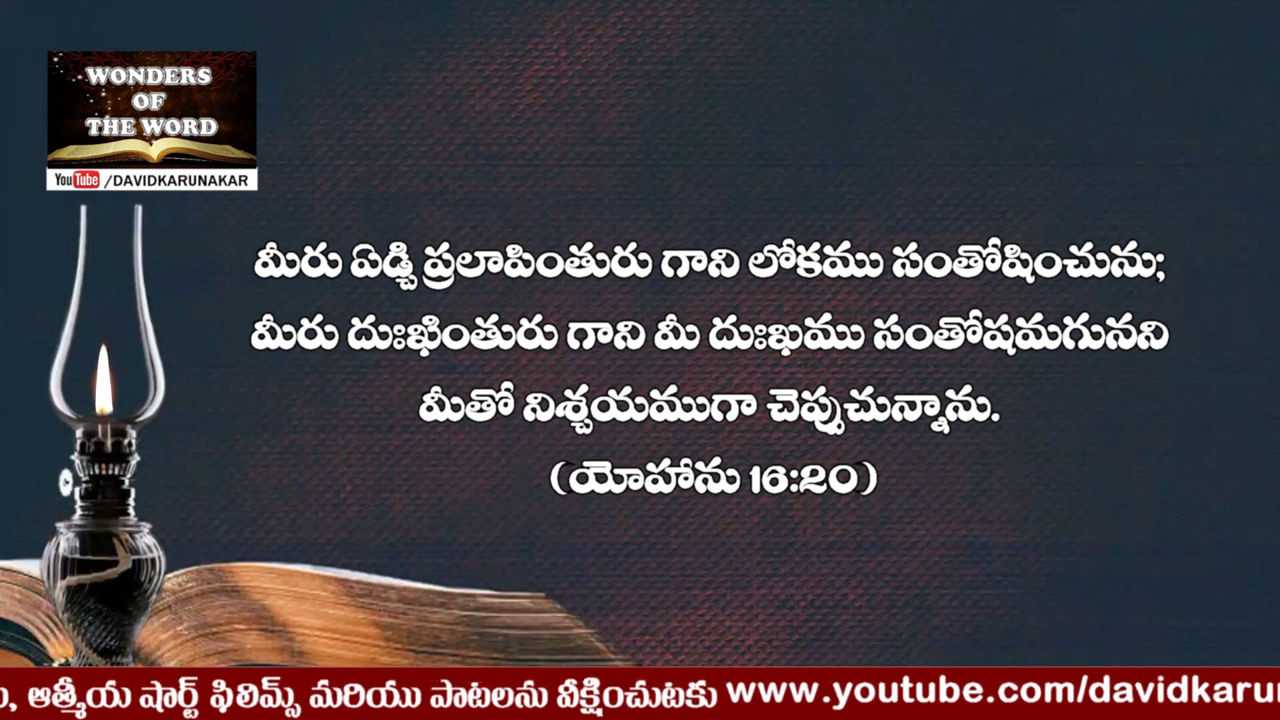 WONDERS
OF
THE WORD
YouTube /DAVIDKARUNAKAR
మీరు ఏడ్చి ప్రలాపింతురు గాని లోకము సంతోషించును;
మీరు దుఃఖింతురు గాని మీ దుఃఖము సంతోషమగునని
మీతో నిశ్చయముగా చెప్పుచున్నాను.
(యోహాను 16:20)
ఆత్మీయ షార్ట్ ఫిలిమ్స్ మరియు పాటలను వీక్షించుటకు www.youtube.com/davidkarun